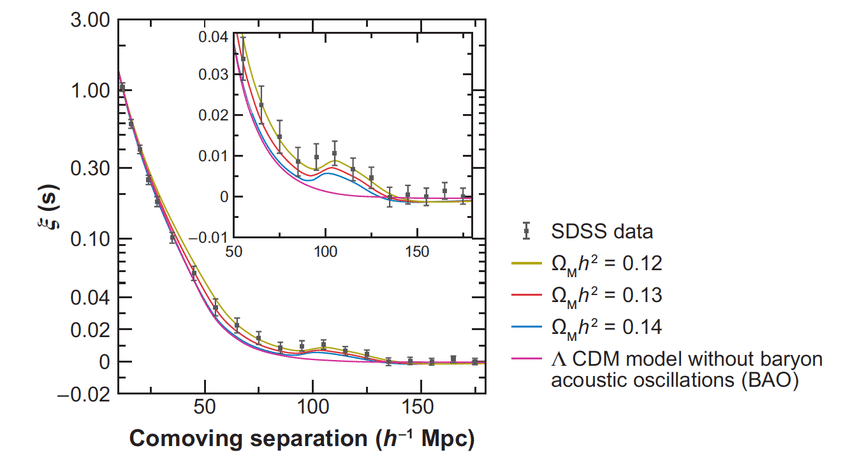 3.00
1.00
0.30
0.10
0.04
0.02
0
−0.02
ξ (s)
0.04
0.03
0.02
0.01
0
−0.01
50
100
150
50
100
150
Comoving separation (h⁻¹ Mpc)
SDSS data
Ω_M h² = 0.12
Ω_M h² = 0.13
Ω_M h² = 0.14
Λ CDM model without baryon
acoustic oscillations (BAO)